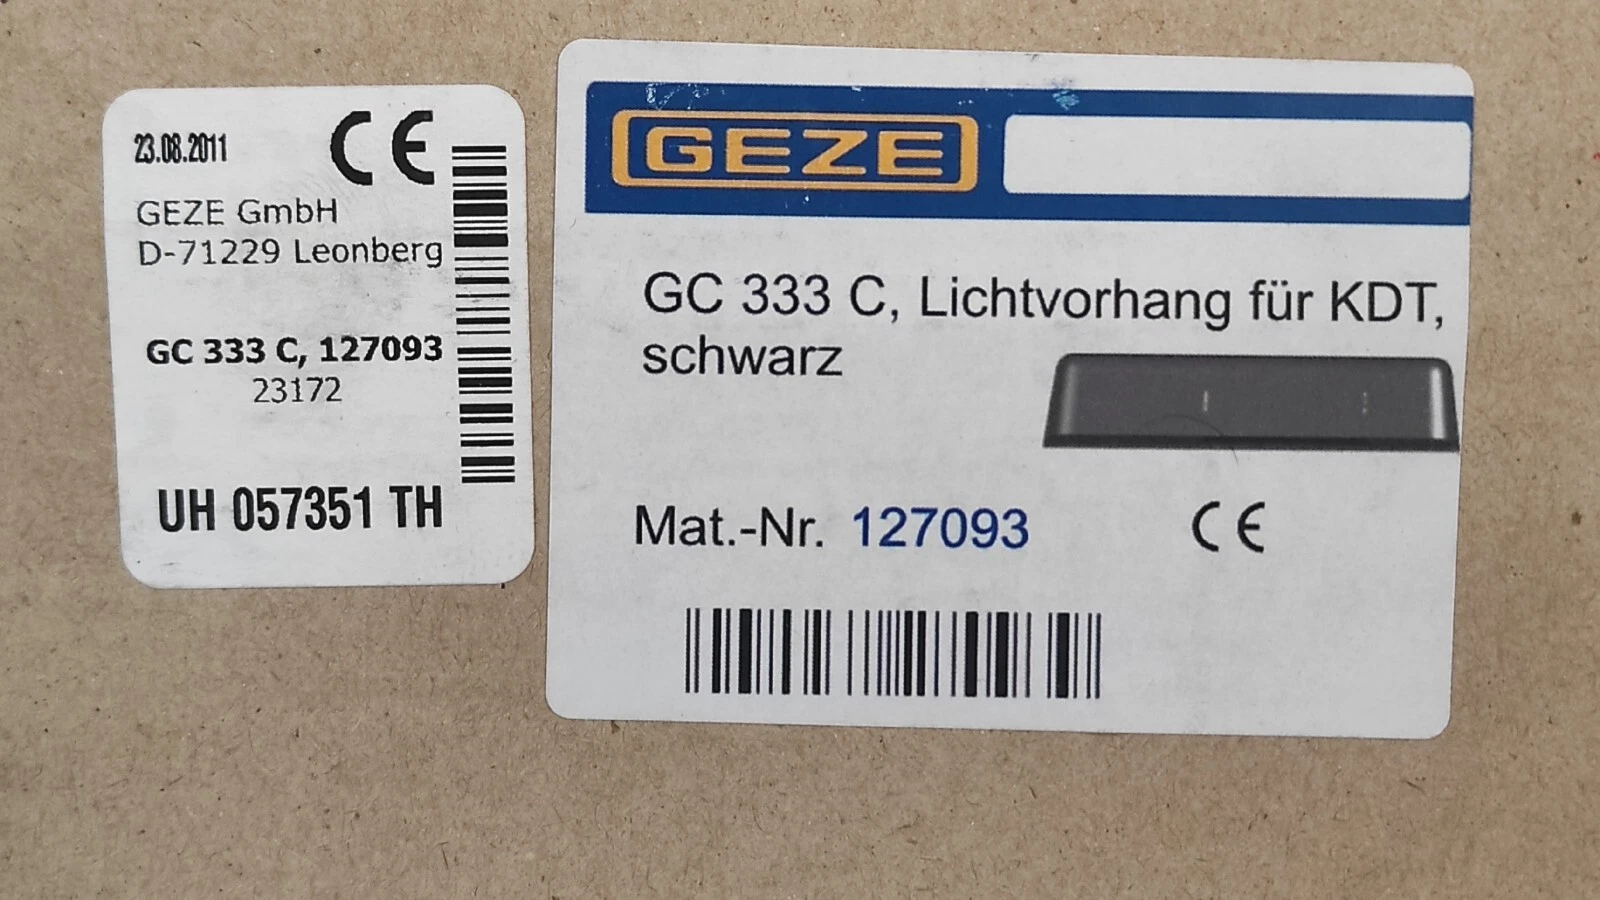 23.08.2011
CE
GEZE GmbH
D-71229 Leonberg
GC 333 C, 127093
23172
UH 057351 TH
GEZE
GC 333 C, Lichtvorhang für KDT,
schwarz
Mat.-Nr. 127093
CE